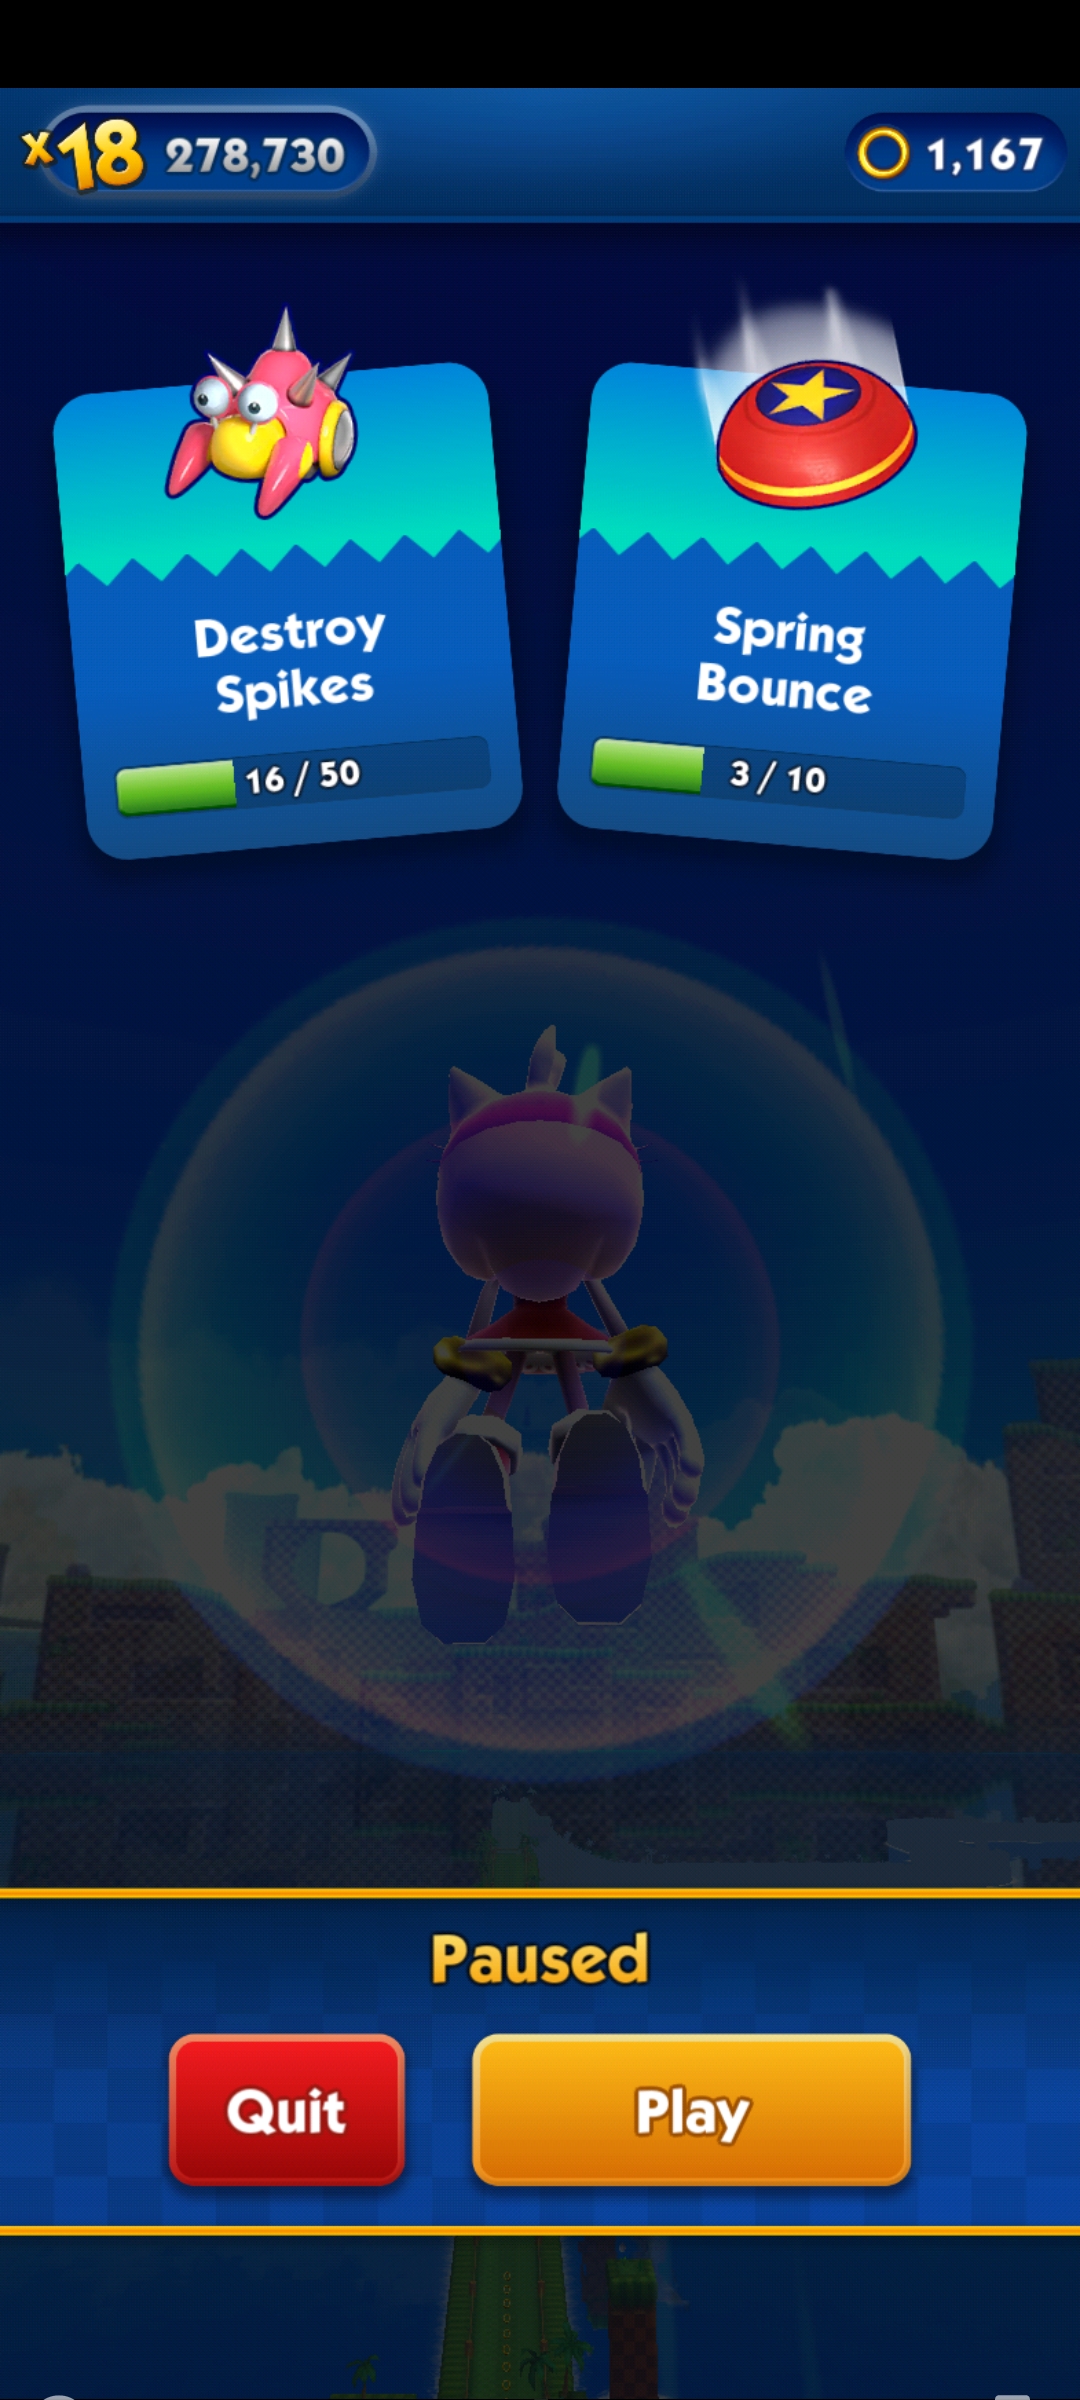 x18 278,730
1,167
Destroy
Spikes
16 / 50
Spring
Bounce
3 / 10
Paused
Quit
Play